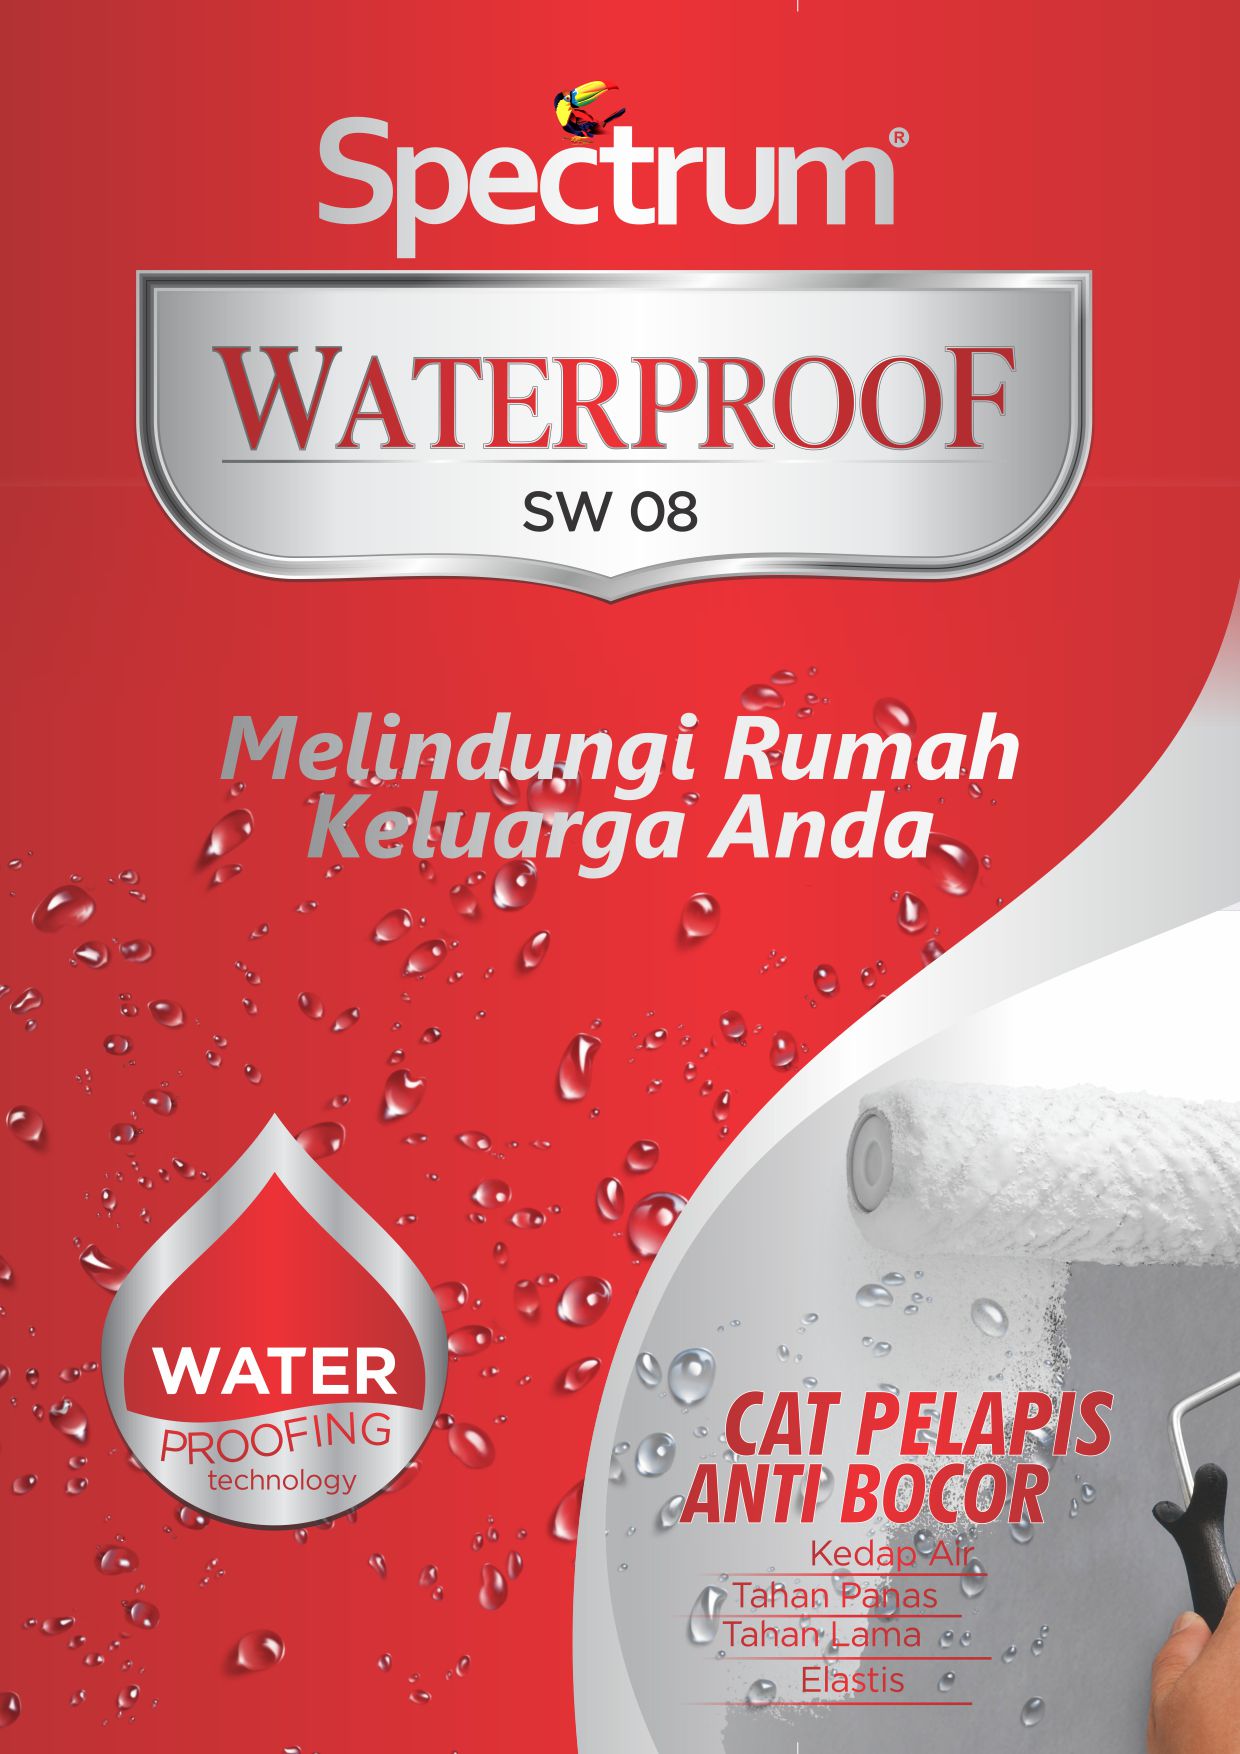 Spectrum®
WATERPROOF
SW 08
Melindungi Rumah
Keluarga Anda
WATER
PROOFING
technology
CAT PELAPIS
ANTI BOCOR
Kedap Air
Tahan Panas
Tahan Lama
Elastis